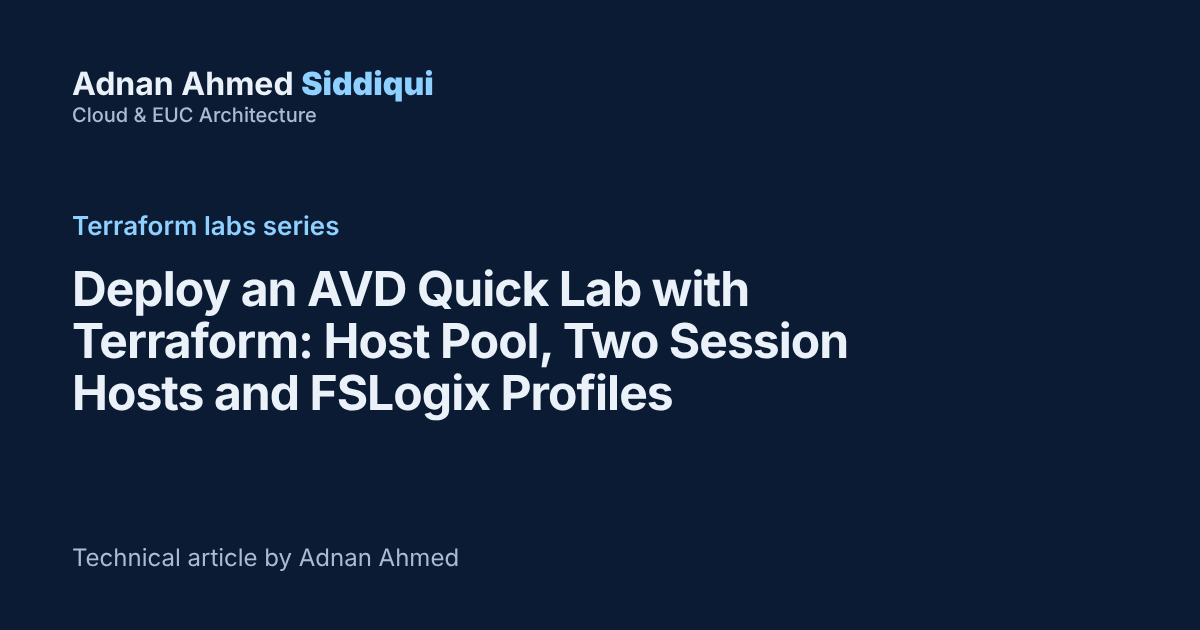 Adnan Ahmed Siddiqui
Cloud & EUC Architecture
Terraform labs series
Deploy an AVD Quick Lab with
Terraform: Host Pool, Two Session
Hosts and FSLogix Profiles
Technical article by Adnan Ahmed